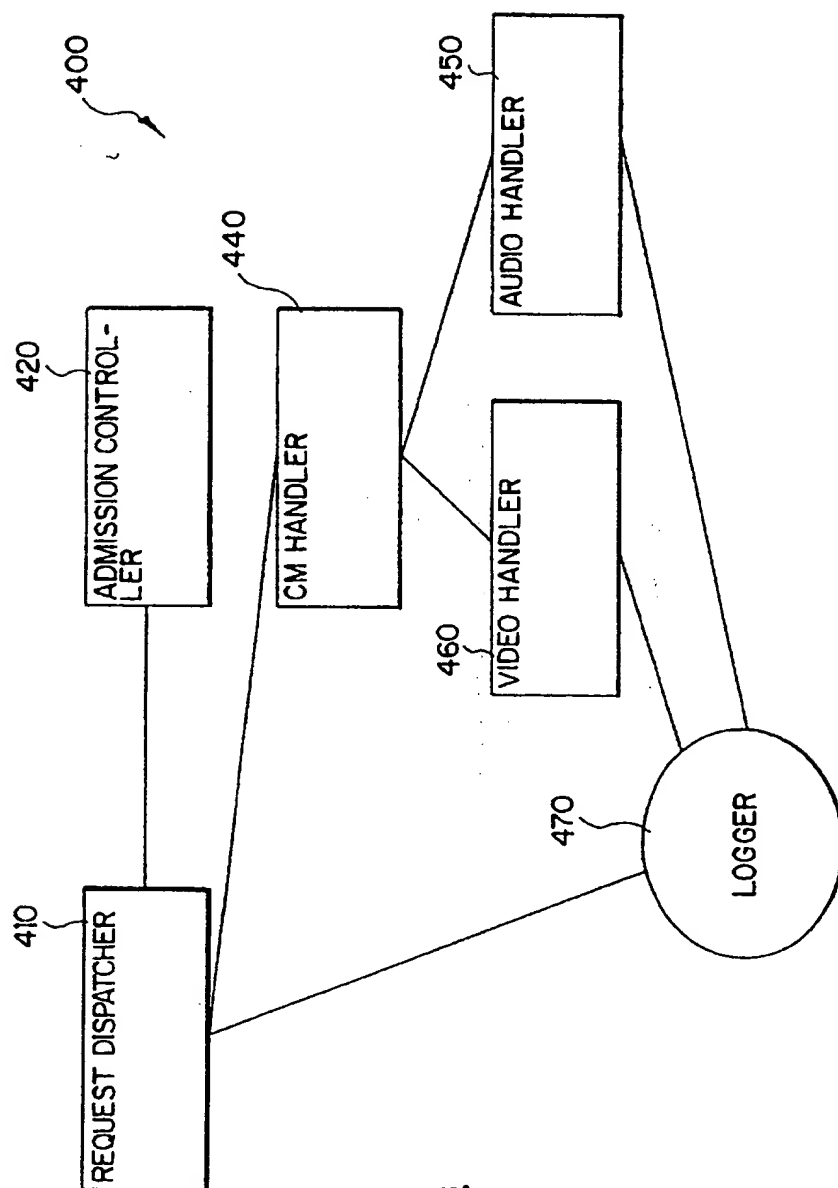 400
410
REQUEST DISPATCHER
420
ADMISSION CONTROL-
LER
440
CM HANDLER
450
AUDIO HANDLER
460
VIDEO HANDLER
470
LOGGER